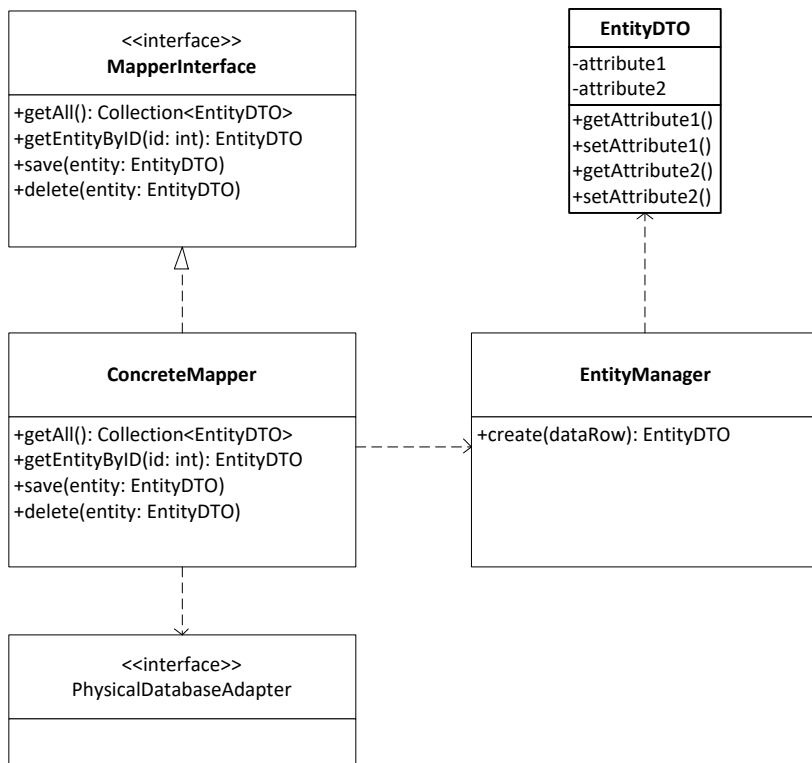 <<interface>>
MapperInterface
+getAll(): Collection<EntityDTO>
+getEntityByID(id: int): EntityDTO
+save(entity: EntityDTO)
+delete(entity: EntityDTO)
EntityDTO
-attribute1
-attribute2
+getAttribute1()
+setAttribute1()
+getAttribute2()
+setAttribute2()
ConcreteMapper
+getAll(): Collection<EntityDTO>
+getEntityByID(id: int): EntityDTO
+save(entity: EntityDTO)
+delete(entity: EntityDTO)
EntityManager
+create(dataRow): EntityDTO
<<interface>>
PhysicalDatabaseAdapter